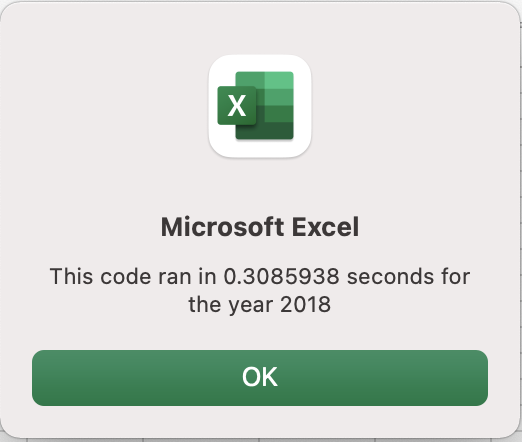 X
Microsoft Excel
This code ran in 0.3085938 seconds for
the year 2018
OK